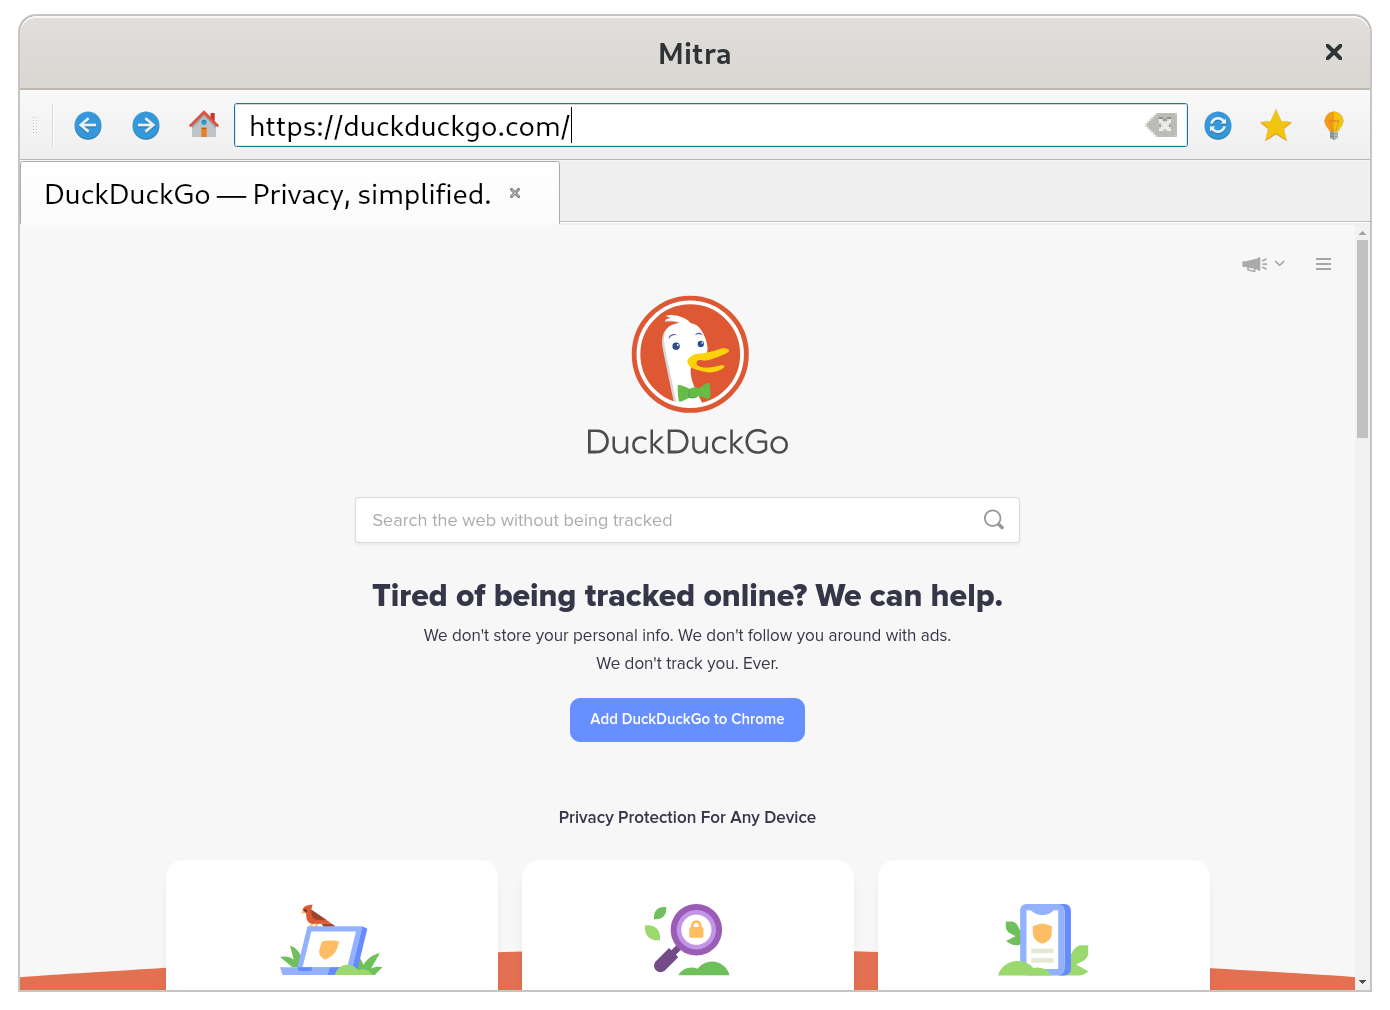 Mitra
https://duckduckgo.com/
DuckDuckGo — Privacy, simplified.
DuckDuckGo
Search the web without being tracked
Tired of being tracked online? We can help.
We don't store your personal info. We don't follow you around with ads.
We don't track you. Ever.
Add DuckDuckGo to Chrome
Privacy Protection For Any Device